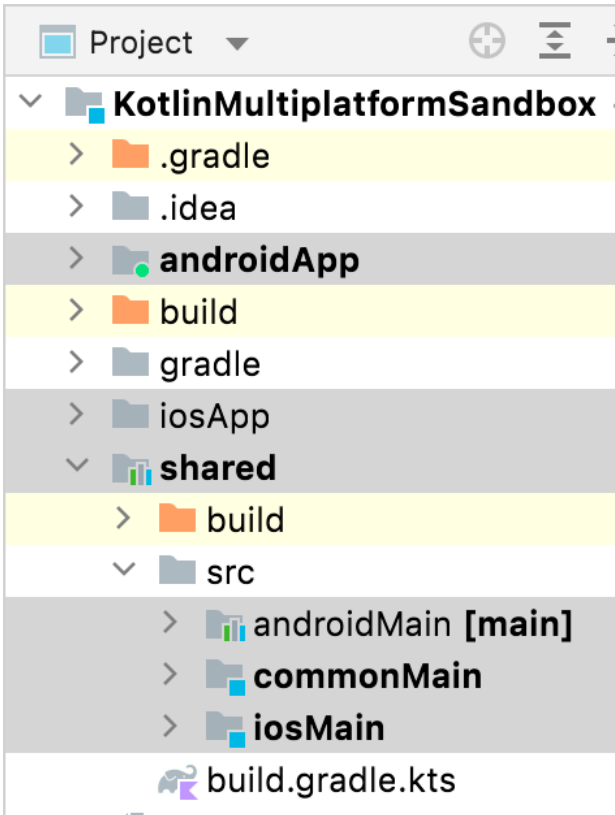 Project
KotlinMultiplatformSandbox
.gradle
.idea
androidApp
build
gradle
iosApp
shared
build
src
androidMain [main]
commonMain
iosMain
build.gradle.kts